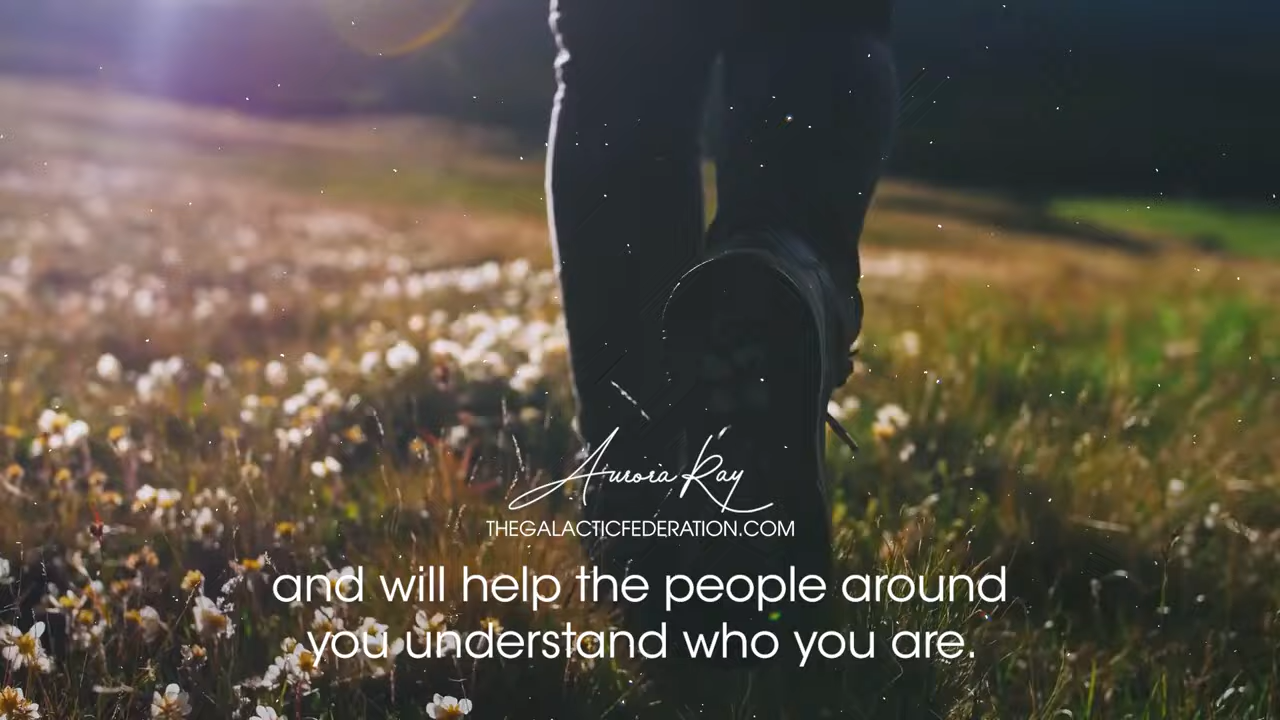 Aurora Ray
THEGALACTICFEDERATION.COM
and will help the people around
you understand who you are.